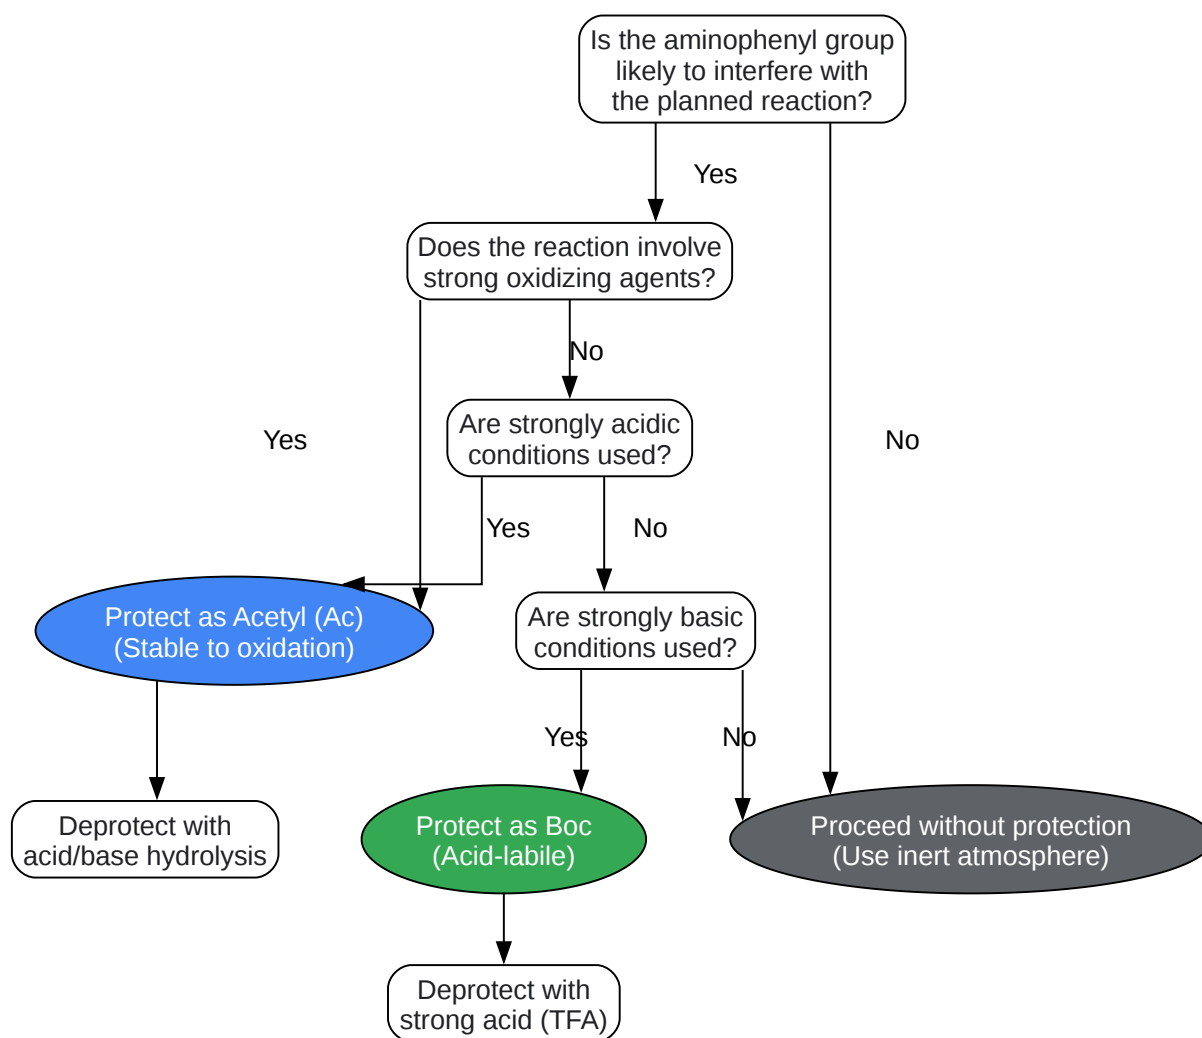 Is the aminophenyl group
likely to interfere with
the planned reaction?
Yes
Does the reaction involve
strong oxidizing agents?
No
Are strongly acidic
conditions used?
Yes
No
Yes
No
Protect as Acetyl (Ac)
(Stable to oxidation)
Are strongly basic
conditions used?
Yes
No
Deprotect with
acid/base hydrolysis
Protect as Boc
(Acid-labile)
Proceed without protection
(Use inert atmosphere)
Deprotect with
strong acid (TFA)